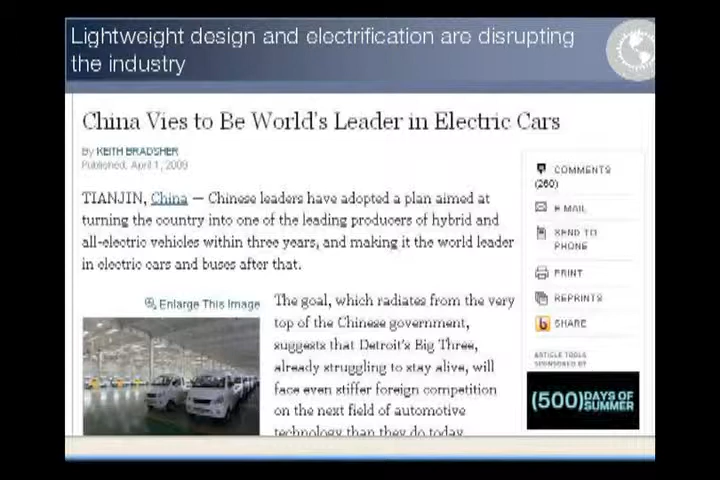 Lightweight design and electrification are disrupting
the industry
China Vies to Be World's Leader in Electric Cars
By KEITH BRADSHER
Published: April 1, 2009
TIANJIN, China — Chinese leaders have adopted a plan aimed at
turning the country into one of the leading producers of hybrid and
all-electric vehicles within three years, and making it the world leader
in electric cars and buses after that.
Enlarge This Image
The goal, which radiates from the very
top of the Chinese government,
suggests that Detroit's Big Three,
already struggling to stay alive, will
face even stiffer foreign competition
on the next field of automotive
technology than they do today.
COMMENTS
(260)
E-MAIL
SEND TO
PHONE
PRINT
REPRINTS
SHARE
ARTICLE TOOLS
SPONSORED BY
(500)DAYS OF
SUMMER